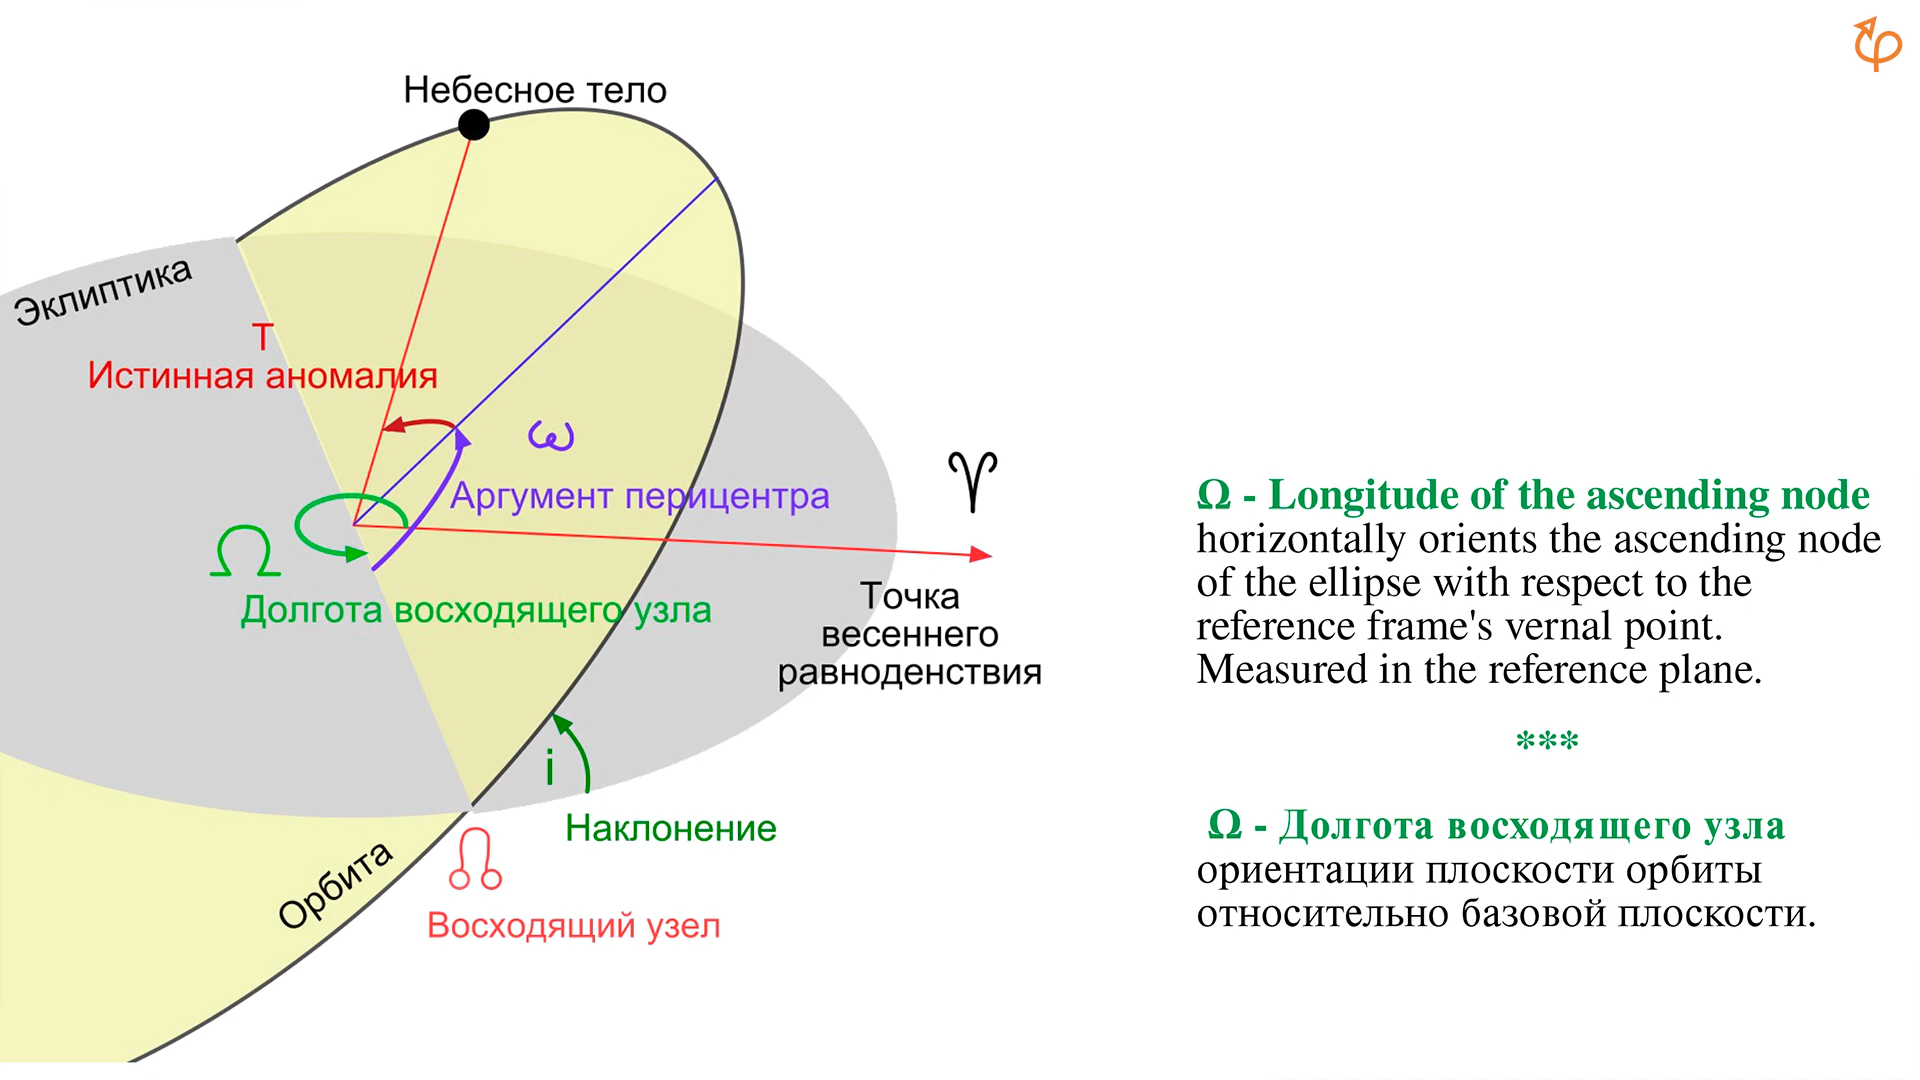 Небесное тело
Эклиптика
T
Истинная аномалия
ω
Аргумент перицентра
♈
Ω
Долгота восходящего узла
Точка
весеннего
равноденствия
i
Наклонение
☊
Орбита
Восходящий узел
Ω - Longitude of the ascending node
horizontally orients the ascending node
of the ellipse with respect to the
reference frame's vernal point.
Measured in the reference plane.
***
Ω - Долгота восходящего узла
ориентации плоскости орбиты
относительно базовой плоскости.